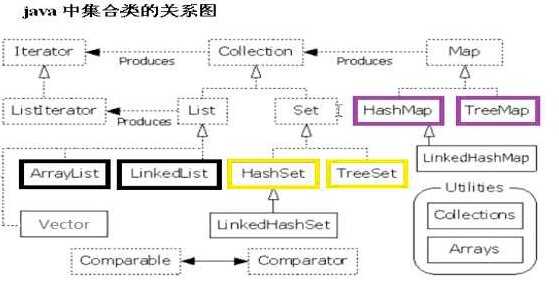 java 中集合类的关系图
Iterator Collection Map
Produces Produces
ListIterator List Set HashMap TreeMap
Produces
LinkedHashMap
ArrayList LinkedList HashSet TreeSet
Utilities
Vector LinkedHashSet Collections
Comparable Comparator Arrays